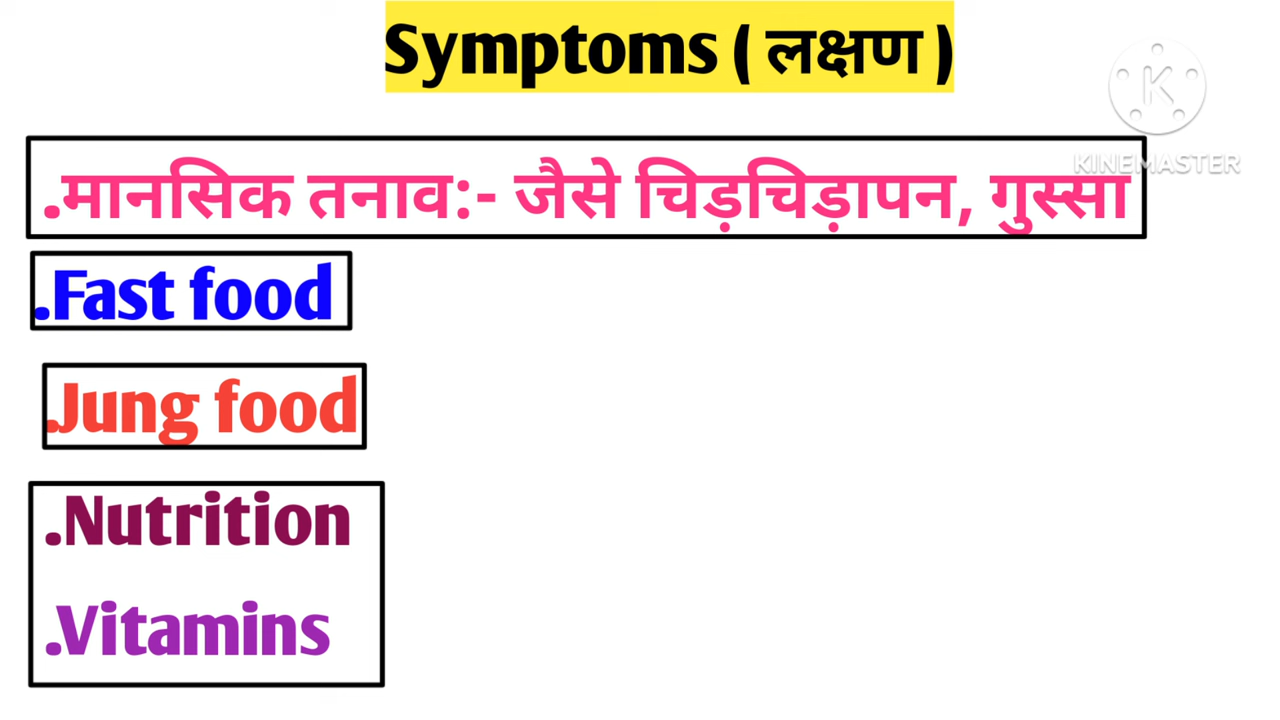 Symptoms ( लक्षण )
K
KINEMASTER
.मानसिक तनाव:- जैसे चिड़चिड़ापन, गुस्सा
.Fast food
.Jung food
.Nutrition
.Vitamins